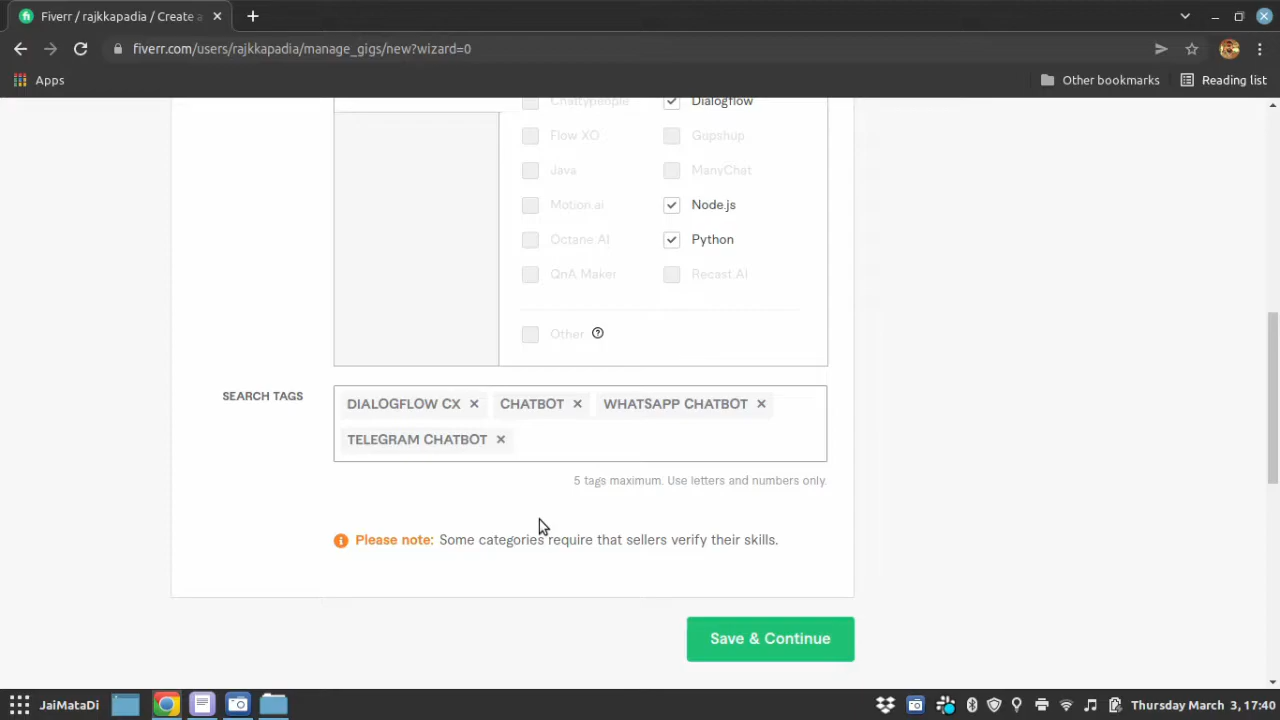 Fiverr / rajkkapadia / Create a
fiverr.com/users/rajkkapadia/manage_gigs/new?wizard=0
Apps
Other bookmarks
Reading list
Chattypeople
Dialogflow
Flow XO
Gupshup
Java
ManyChat
Motion.ai
Node.js
Octane AI
Python
QnA Maker
Recast.AI
Other
SEARCH TAGS
DIALOGFLOW CX
CHATBOT
WHATSAPP CHATBOT
TELEGRAM CHATBOT
5 tags maximum. Use letters and numbers only.
Please note: Some categories require that sellers verify their skills.
Save & Continue
JaiMataDi
Thursday March 3, 17:40